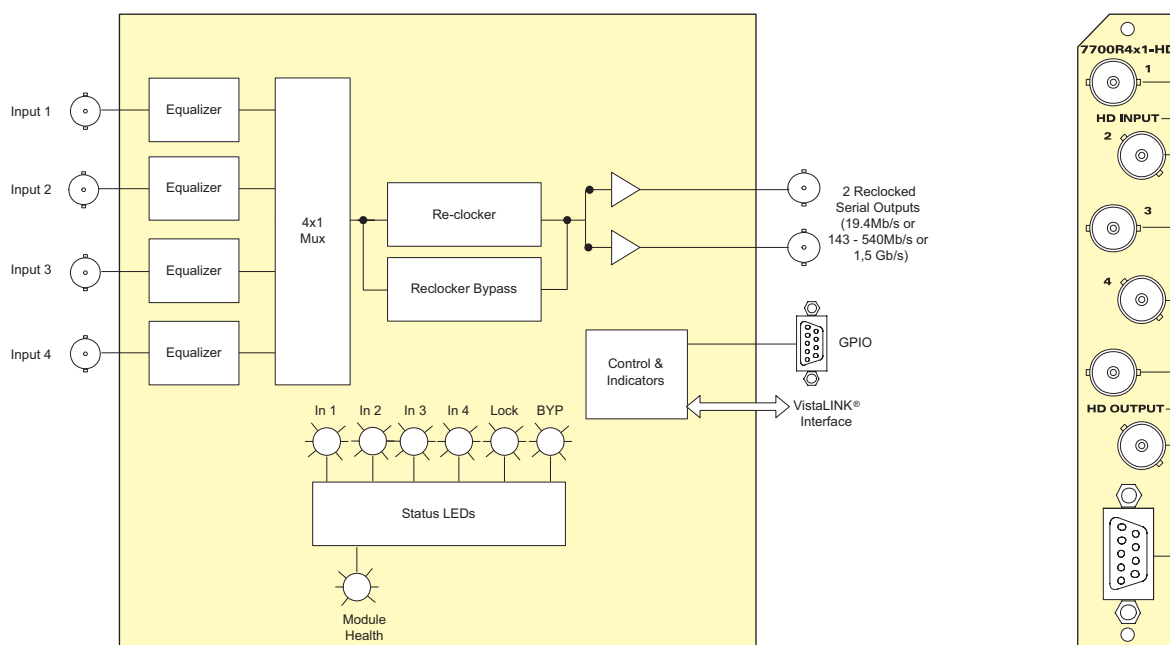 Input 1
Equalizer
Input 2
Equalizer
Input 3
Equalizer
Input 4
Equalizer
4x1
Mux
Re-clocker
Reclocker Bypass
2 Reclocked
Serial Outputs
(19.4Mb/s or
143 - 540Mb/s or
1,5 Gb/s)
GPIO
Control &
Indicators
VistaLINK®
Interface
In 1 In 2 In 3 In 4 Lock BYP
Status LEDs
Module
Health
7700R4x1-HD
1
HD INPUT
2
3
4
HD OUTPUT